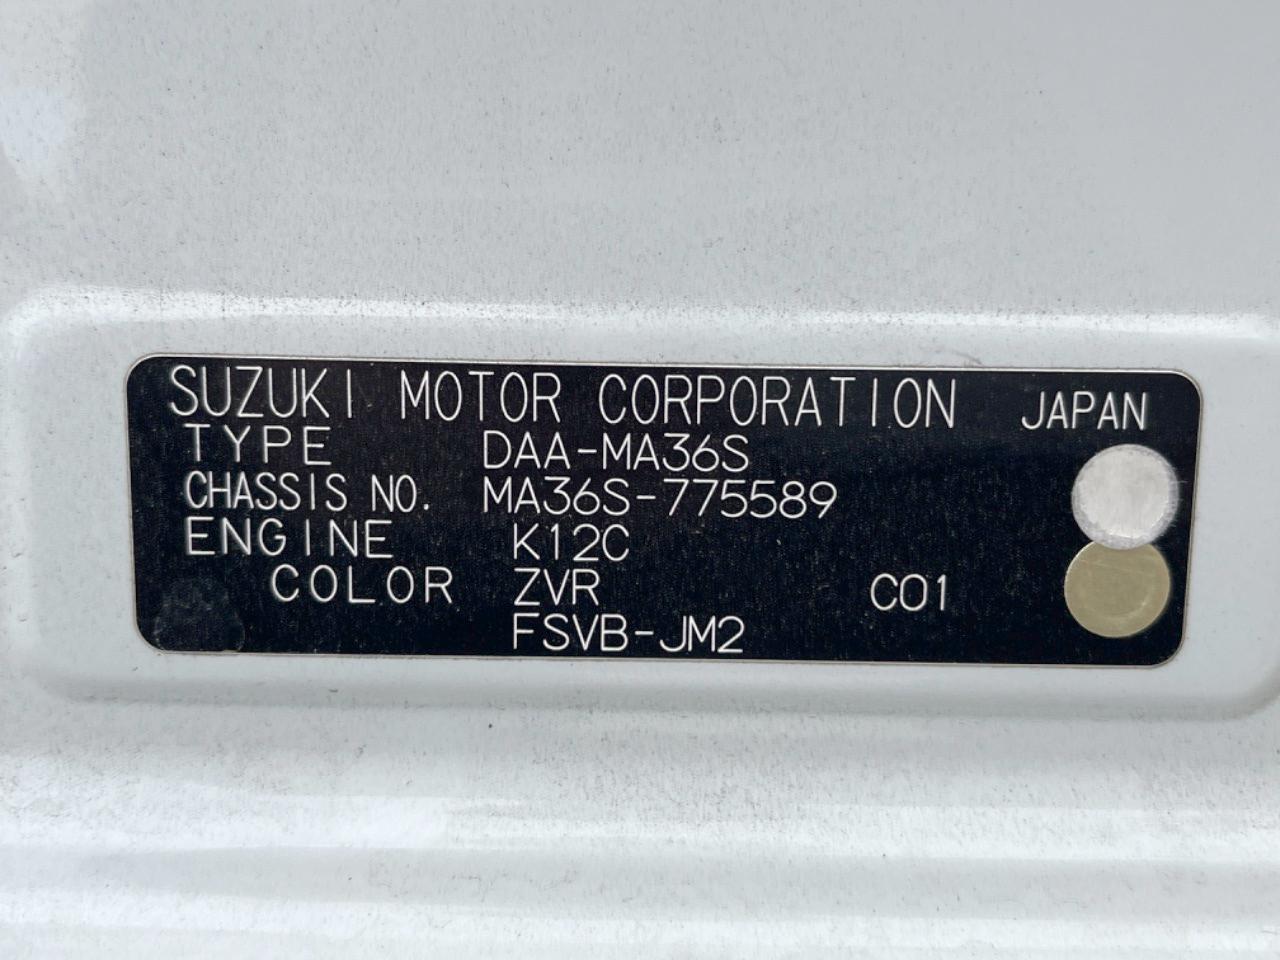 SUZUKI MOTOR CORPORATION JAPAN
TYPE DAA-MA36S
CHASSIS NO. MA36S-775589
ENGINE K12C
COLOR ZVR C01
FSVB-JM2